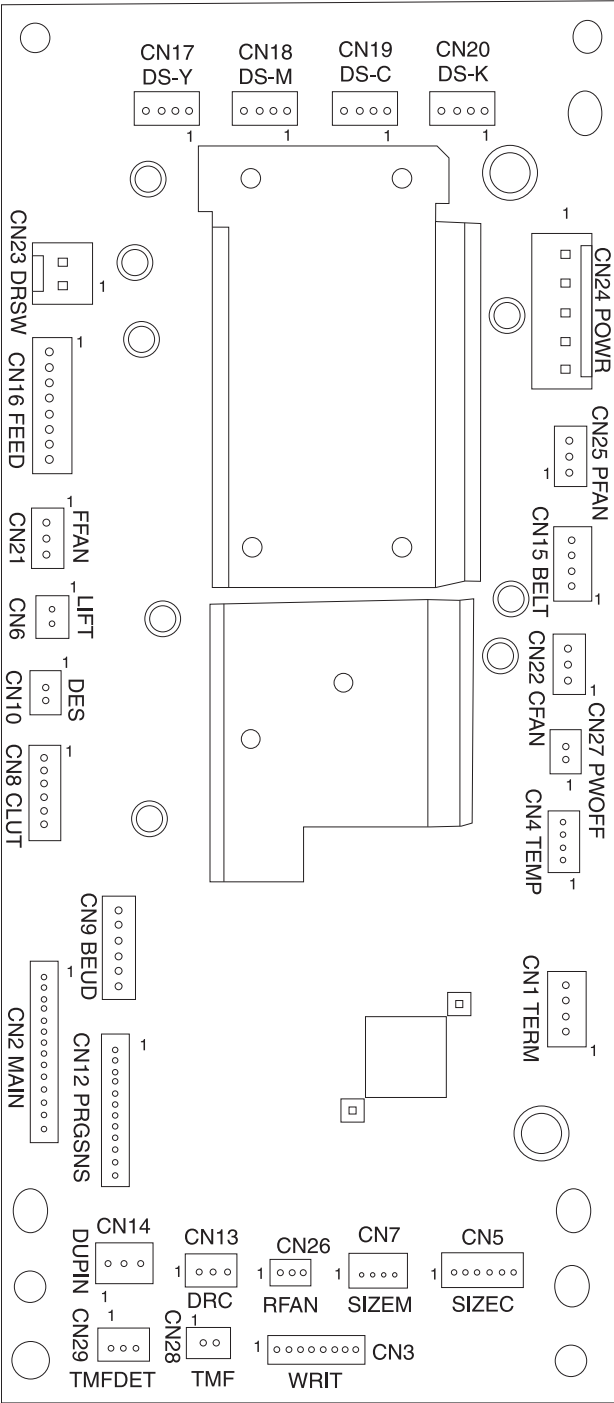 CN17
DS-Y
CN18
DS-M
CN19
DS-C
CN20
DS-K
1
1
1
1
CN23 DRSW
1
1
CN24 POWR
CN16 FEED
1
CN25 PFAN
1
CN21
FFAN
1
CN15 BELT
1
CN6
LIFT
1
CN22 CFAN
1
CN10
DES
1
CN27 PWOFF
1
CN8 CLUT
1
CN4 TEMP
1
CN9 BEUD
CN2 MAIN
1
CN1 TERM
1
CN12 PRGSNS
1
CN14
DUPIN
1
CN13
1
DRC
CN26
1
RFAN
CN7
1
SIZEM
CN5
1
SIZEC
CN29
1
TMFDET
CN28
1
TMF
1
CN3
WRIT